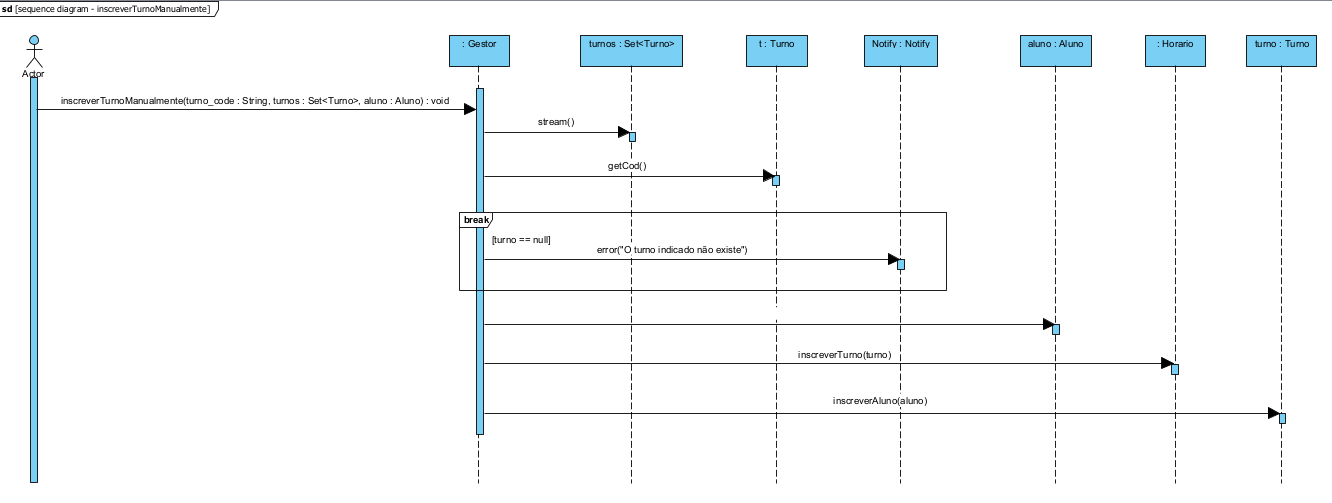 sd [sequence diagram - inscreverTurnoManualmente]
Actor
: Gestor
turnos : Set<Turno>
t : Turno
Notify : Notify
aluno : Aluno
: Horario
turno : Turno
inscreverTurnoManualmente(turno_code : String, turnos : Set<Turno>, aluno : Aluno) : void
stream()
getCod()
break
[turno == null]
error("O turno indicado não existe")
inscreverTurno(turno)
inscreverAluno(aluno)